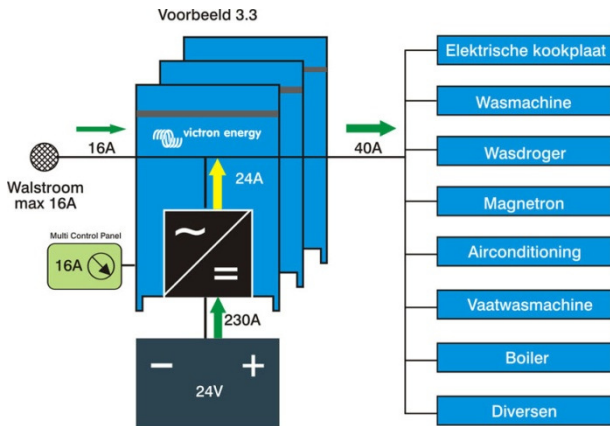 Voorbeeld 3.3
victron energy
16A
Walstroom
max 16A
Multi Control Panel
16A
24A
230A
24V
40A
Elektrische kookplaat
Wasmachine
Wasdroger
Magnetron
Airconditioning
Vaatwasmachine
Boiler
Diversen